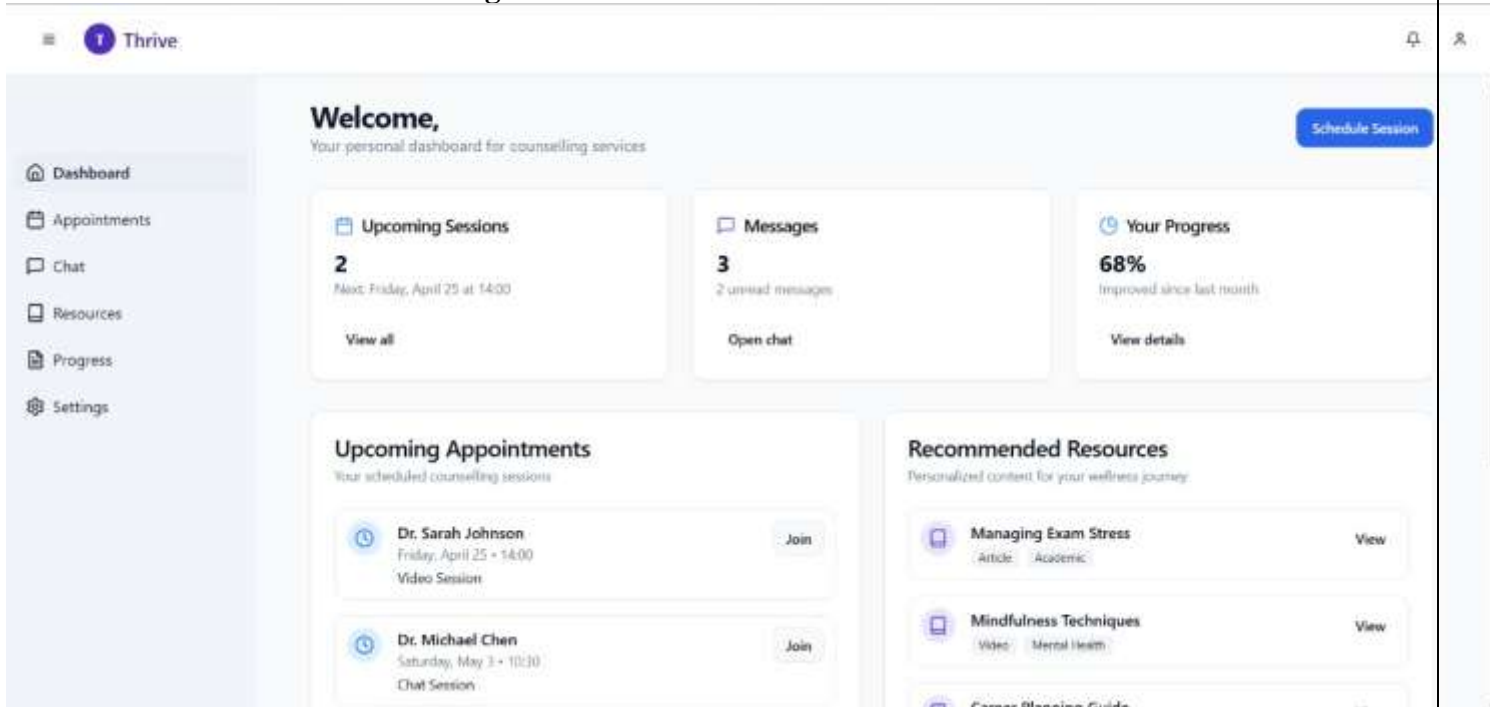 T Thrive
Welcome,
Your personal dashboard for counselling services
Schedule Session
Dashboard
Appointments
Chat
Resources
Progress
Settings
Upcoming Sessions
2
Next: Friday, April 25 at 14:00
View all
Messages
3
2 unread messages
Open chat
Your Progress
68%
Improved since last month
View details
Upcoming Appointments
Your scheduled counselling sessions
Dr. Sarah Johnson
Friday, April 25 • 14:00
Video Session
Join
Dr. Michael Chen
Saturday, May 3 • 10:30
Chat Session
Join
Recommended Resources
Personalized content for your wellness journey
Managing Exam Stress
Article Academic
View
Mindfulness Techniques
Video Mental Health
View
Career Planning Guide